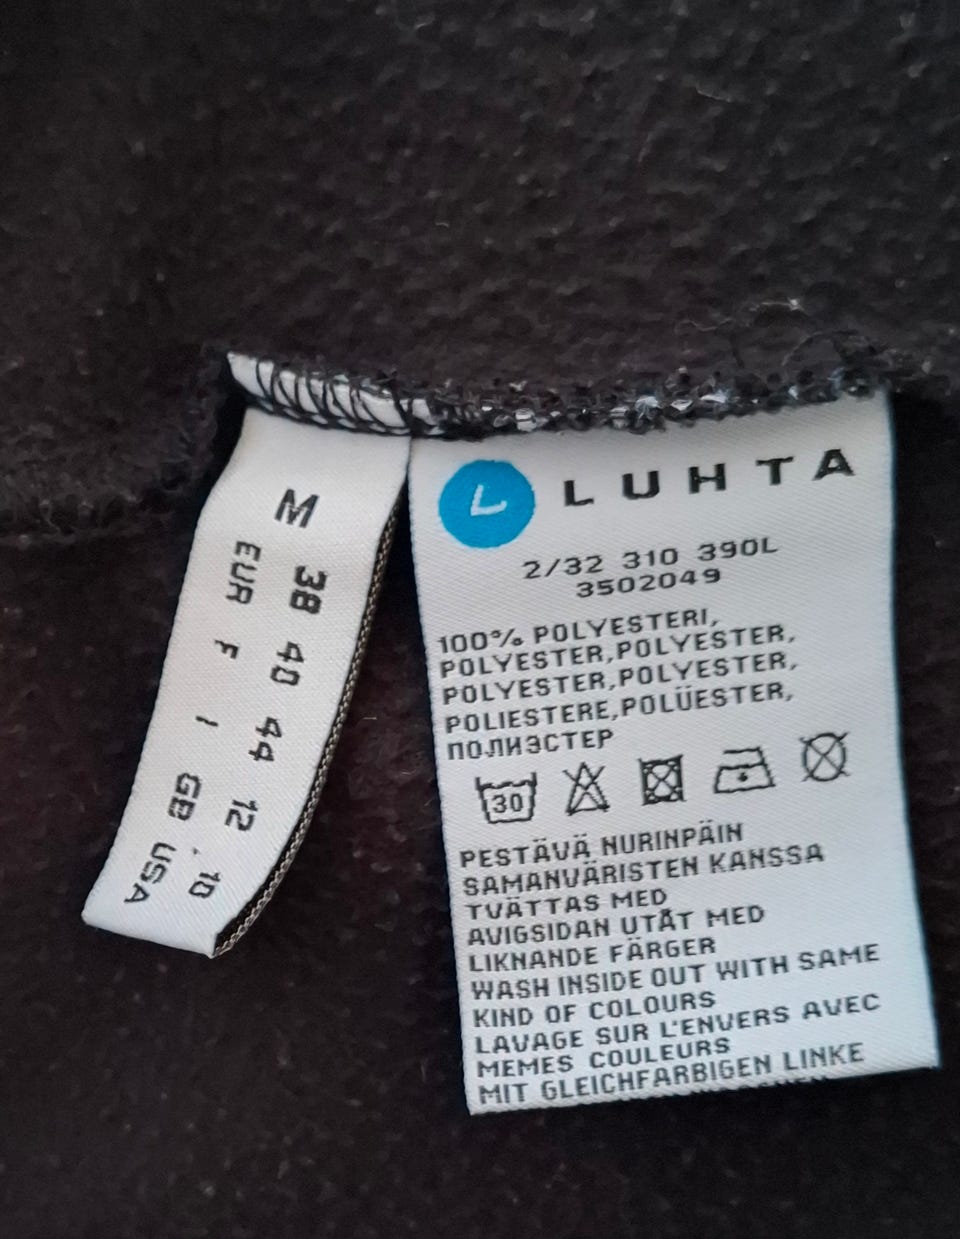 M
38 40 44 12 10
EUR F I GB USA
L LUHTA
2/32 310 390L
3502049
100% POLYESTERI,
POLYESTER,POLYESTER,
POLYESTER,POLYESTER,
POLIESTERE,POLÜESTER,
ПОЛИЭСТЕР
30
PESTÄVÄ NURINPÄIN
SAMANVÄRISTEN KANSSA
TVÄTTAS MED
AVIGSIDAN UTÅT MED
LIKNANDE FÄRGER
WASH INSIDE OUT WITH SAME
KIND OF COLOURS
LAVAGE SUR L'ENVERS AVEC
MEMES COULEURS
MIT GLEICHFARBIGEN LINKE